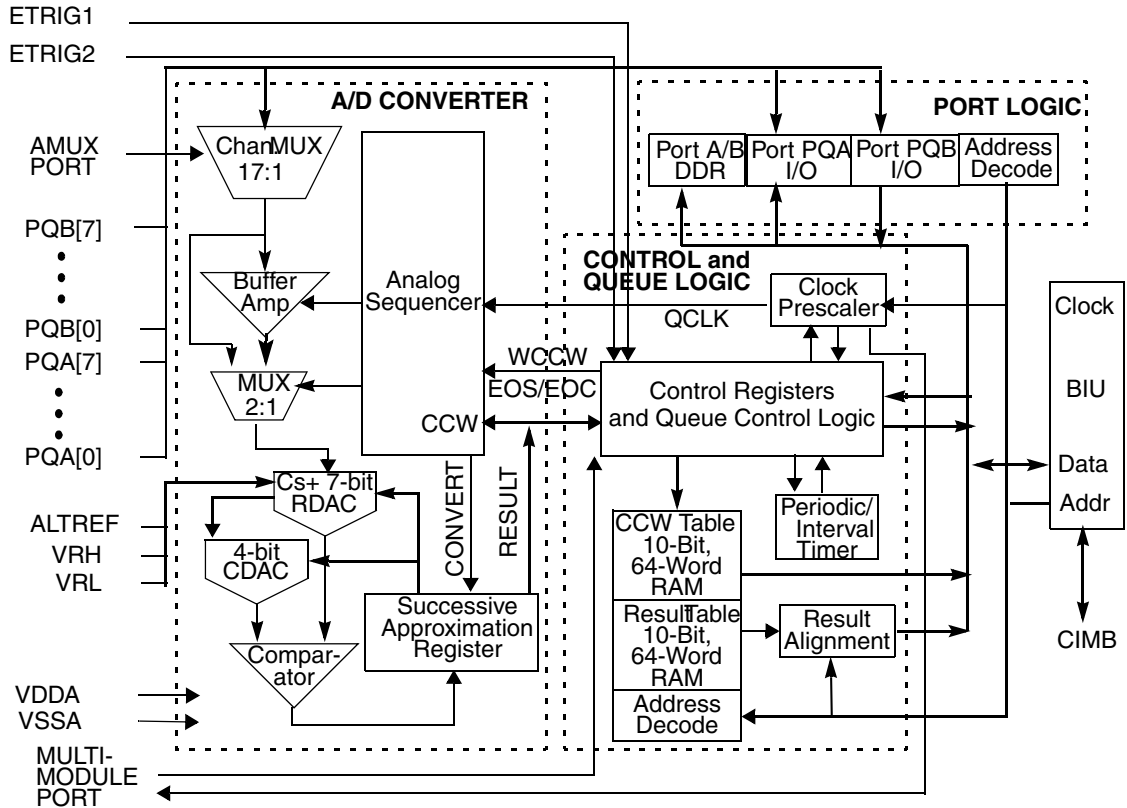 ETRIG1
ETRIG2
A/D CONVERTER
PORT LOGIC
AMUX
PORT
Chan.MUX
17:1
Port A/B
DDR
Port PQA
I/O
Port PQB
I/O
Address
Decode
PQB[7]
PQB[0]
PQA[7]
PQA[0]
Buffer
Amp
Analog
Sequencer
CONTROL and
QUEUE LOGIC
Clock
Prescaler
QCLK
Clock
BIU
Data
Addr
MUX
2:1
WCCW
EOS/EOC
CCW
Control Registers
and Queue Control Logic
Cs+ 7-bit
RDAC
CONVERT
RESULT
Periodic/
Interval
Timer
ALTREF
VRH
VRL
4-bit
CDAC
CCW Table
10-Bit,
64-Word
RAM
Successive
Approximation
Register
ResultTable
10-Bit,
64-Word
RAM
Result
Alignment
CIMB
Compar-
ator
Address
Decode
VDDA
VSSA
MULTI-
MODULE
PORT